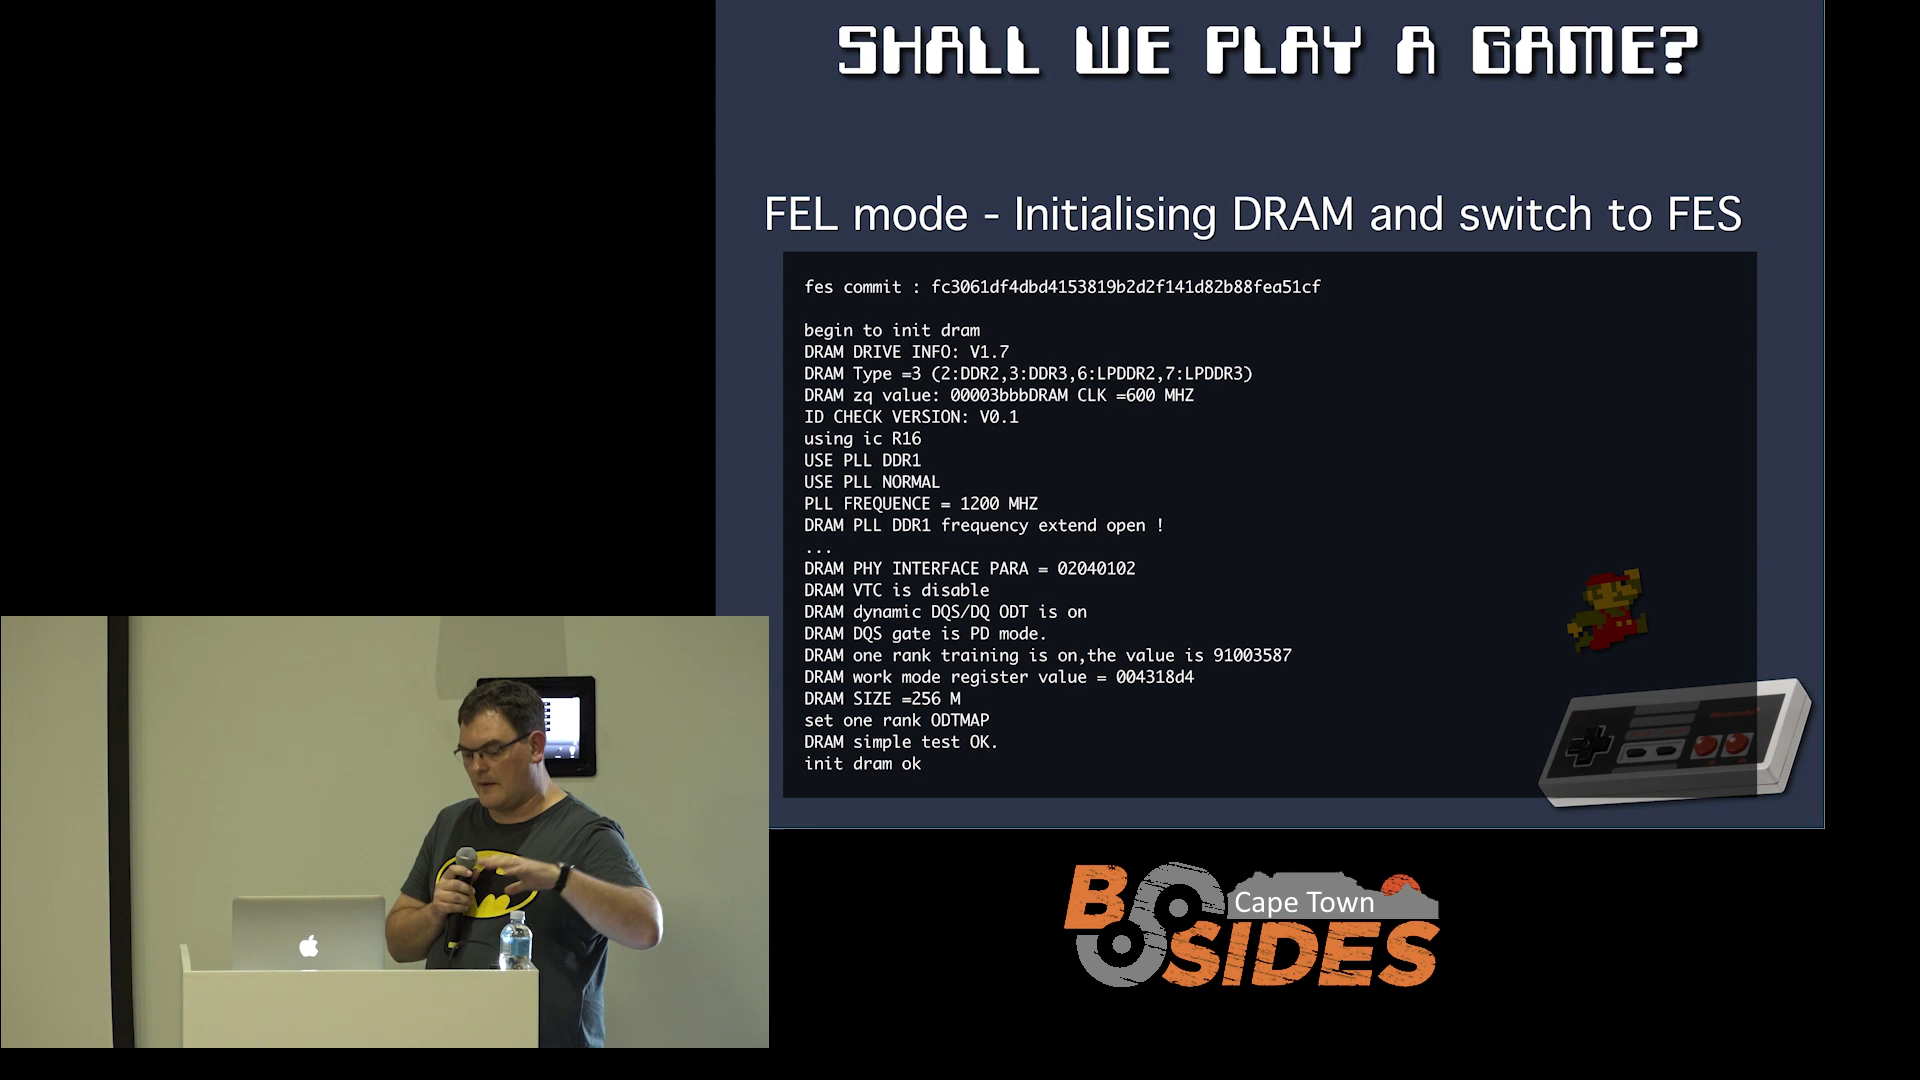 SHALL WE PLAY A GAME?
FEL mode - Initialising DRAM and switch to FES
fes commit : fc3061df4dbd4153819b2d2f141d82b88fea51cf
begin to init dram
DRAM DRIVE INFO: V1.7
DRAM Type =3 (2:DDR2,3:DDR3,6:LPDDR2,7:LPDDR3)
DRAM zq value: 00003bbbDRAM CLK =600 MHZ
ID CHECK VERSION: V0.1
using ic R16
USE PLL DDR1
USE PLL NORMAL
PLL FREQUENCE = 1200 MHZ
DRAM PLL DDR1 frequency extend open !
...
DRAM PHY INTERFACE PARA = 02040102
DRAM VTC is disable
DRAM dynamic DQS/DQ ODT is on
DRAM DQS gate is PD mode.
DRAM one rank training is on,the value is 91003587
DRAM work mode register value = 004318d4
DRAM SIZE =256 M
set one rank ODTMAP
DRAM simple test OK.
init dram ok
Nintendo
B SIDES
Cape Town